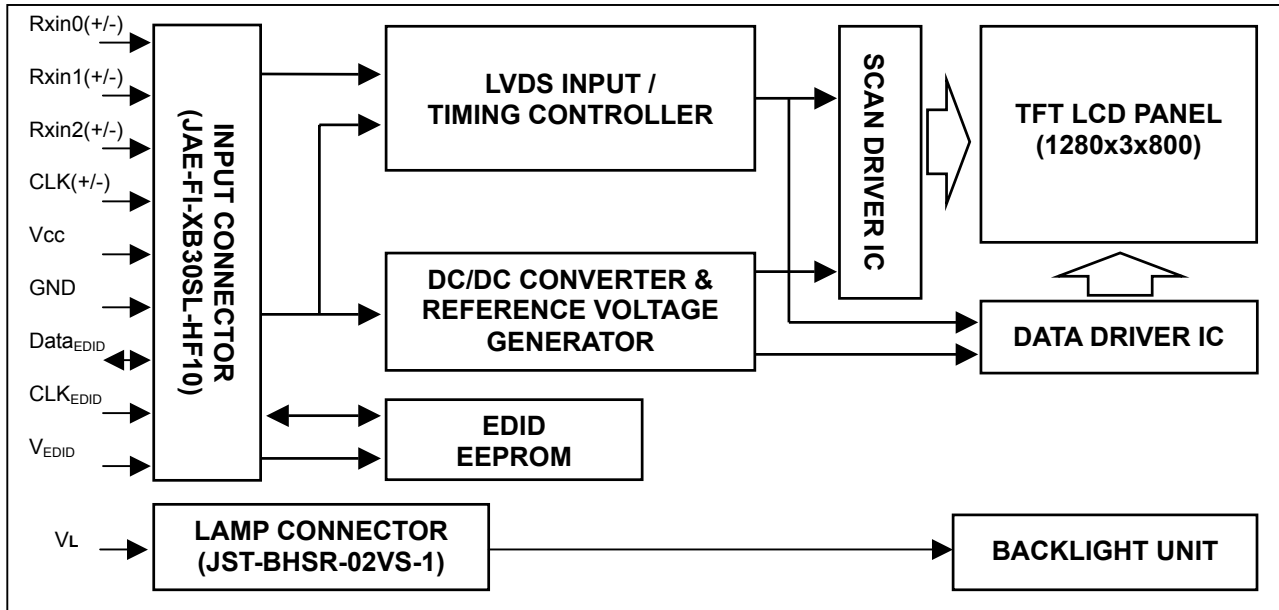 Rxin0(+/-)
Rxin1(+/-)
Rxin2(+/-)
CLK(+/-)
Vcc
GND
DataEDID
CLKEDID
VEDID
VL
INPUT CONNECTOR
(JAE-FI-XB30SL-HF10)
LVDS INPUT /
TIMING CONTROLLER
DC/DC CONVERTER &
REFERENCE VOLTAGE
GENERATOR
EDID
EEPROM
SCAN DRIVER IC
TFT LCD PANEL
(1280x3x800)
DATA DRIVER IC
LAMP CONNECTOR
(JST-BHSR-02VS-1)
BACKLIGHT UNIT